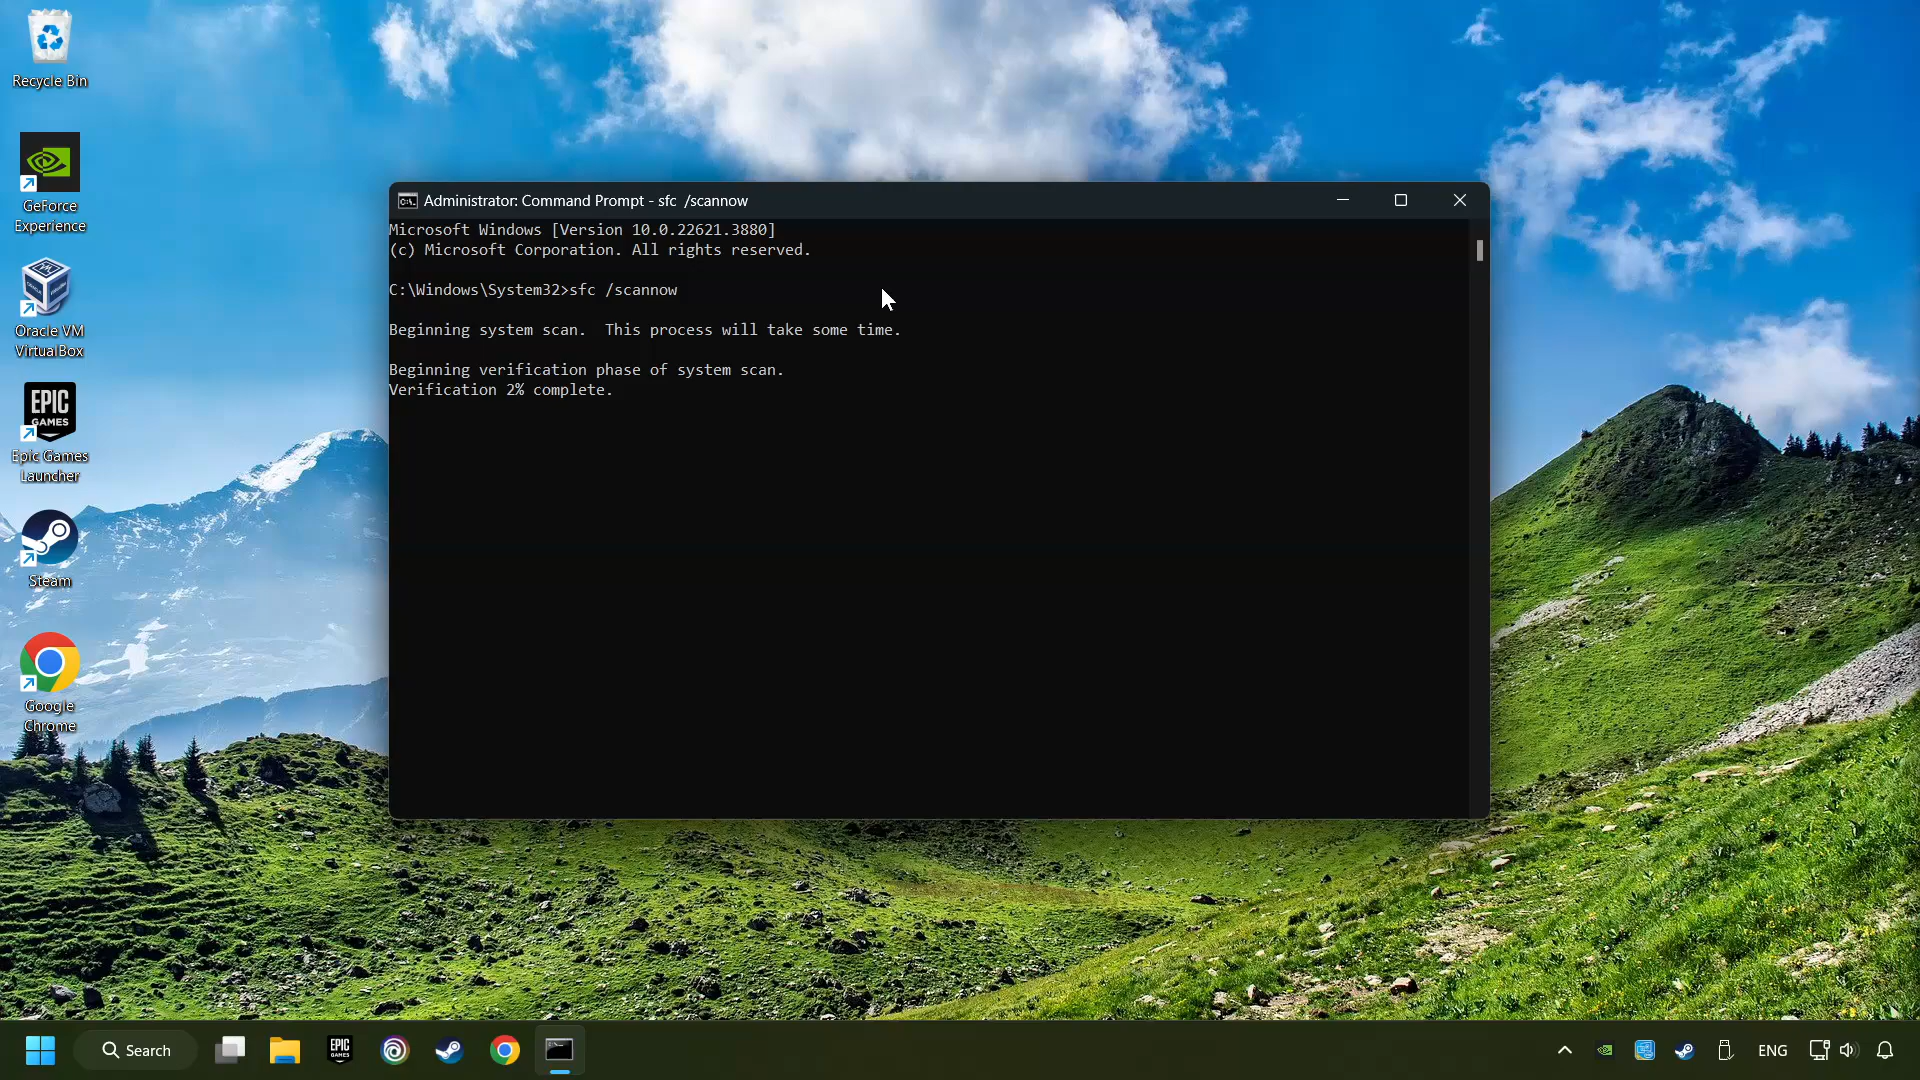 Recycle Bin
GeForce
Experience
Oracle VM
VirtualBox
EPIC
GAMES
Epic Games
Launcher
Steam
Google
Chrome
Administrator: Command Prompt - sfc  /scannow
Microsoft Windows [Version 10.0.22621.3880]
(c) Microsoft Corporation. All rights reserved.
C:\Windows\System32>sfc /scannow
Beginning system scan.  This process will take some time.
Beginning verification phase of system scan.
Verification 2% complete.
Search
EPIC
GAMES
ENG